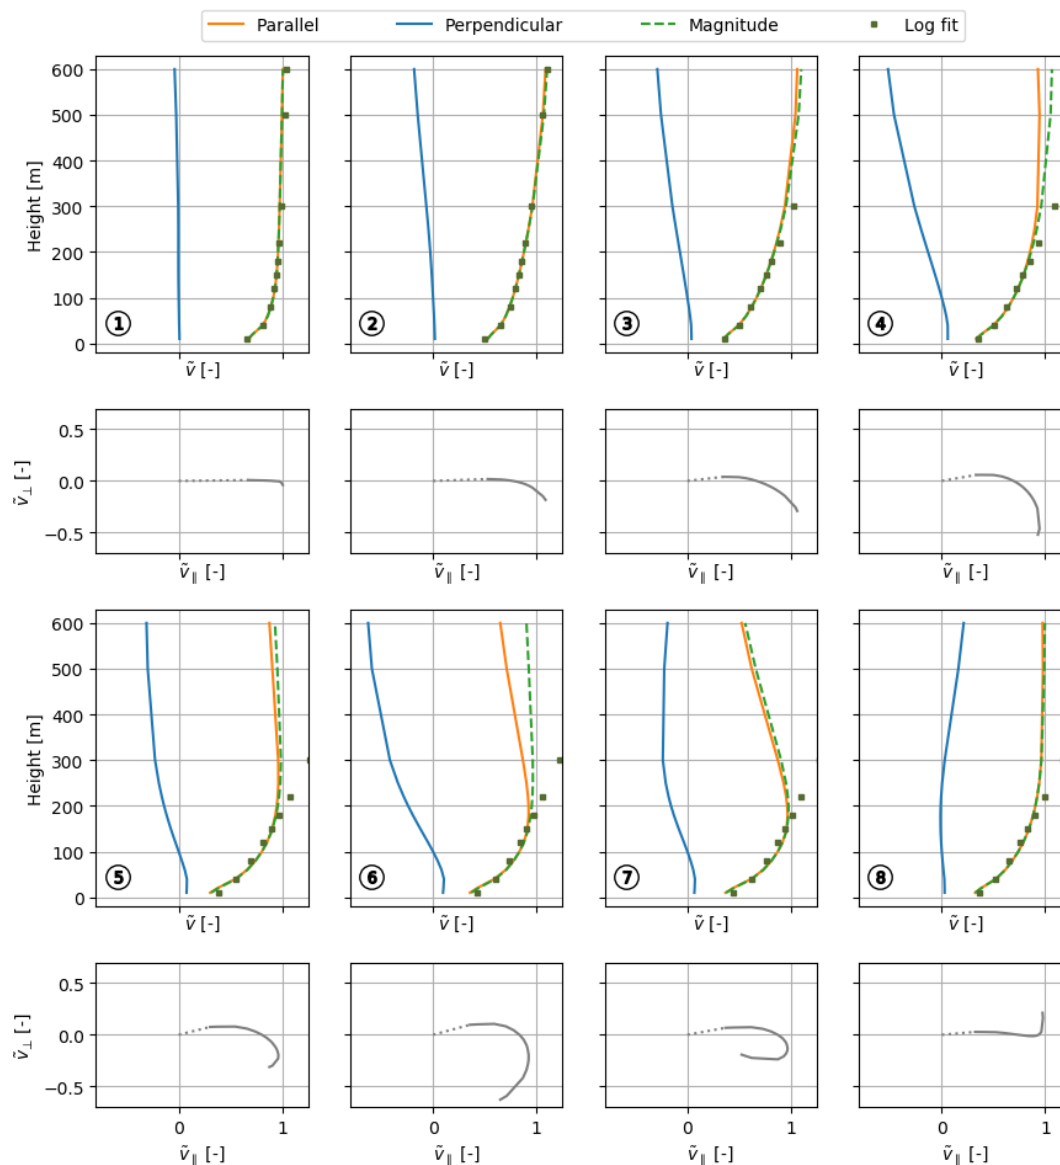 Parallel Perpendicular Magnitude Log fit
600
500
400
300
200
100
0
Height [m]
① ② ③ ④
ṽ [-] ṽ [-] ṽ [-] ṽ [-]
0.5
0.0
−0.5
ṽ⊥ [-]
ṽ∥ [-] ṽ∥ [-] ṽ∥ [-] ṽ∥ [-]
600
500
400
300
200
100
0
Height [m]
⑤ ⑥ ⑦ ⑧
ṽ [-] ṽ [-] ṽ [-] ṽ [-]
0.5
0.0
−0.5
ṽ⊥ [-]
0 1 0 1 0 1 0 1
ṽ∥ [-] ṽ∥ [-] ṽ∥ [-] ṽ∥ [-]